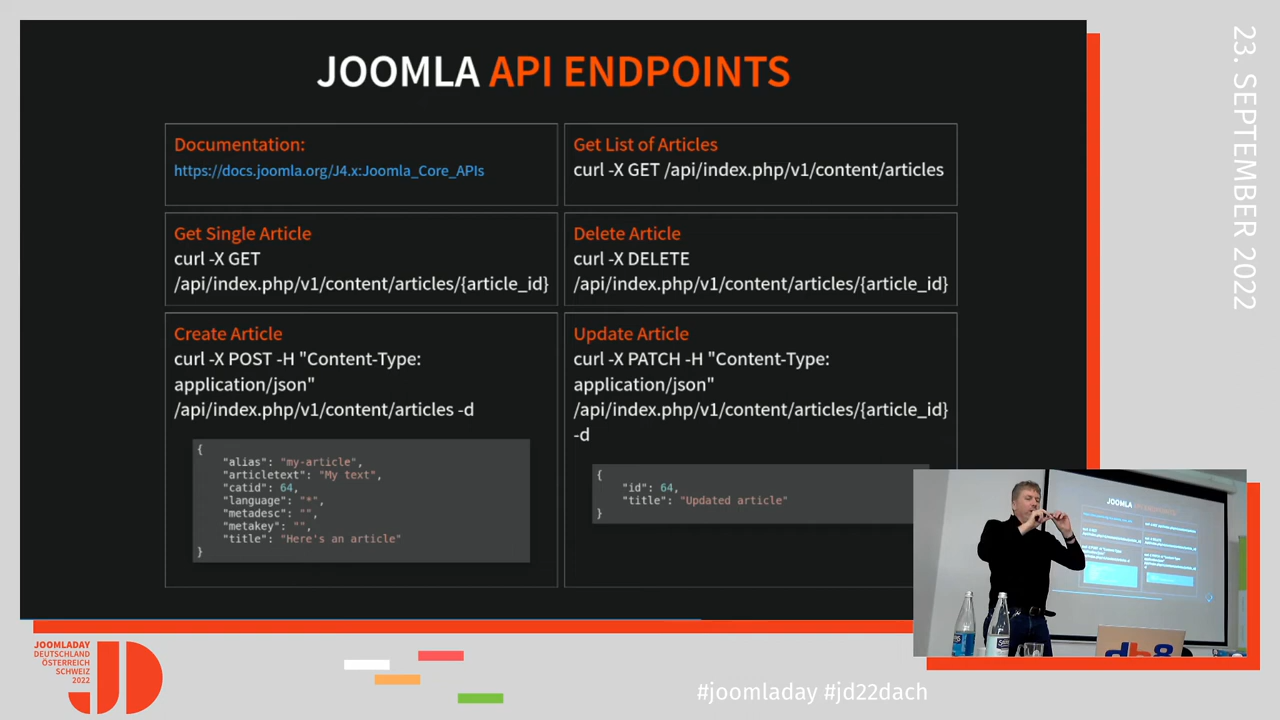 JOOMLA API ENDPOINTS
Documentation:
https://docs.joomla.org/J4.x:Joomla_Core_APIs
Get List of Articles
curl -X GET /api/index.php/v1/content/articles
Get Single Article
curl -X GET
/api/index.php/v1/content/articles/{article_id}
Delete Article
curl -X DELETE
/api/index.php/v1/content/articles/{article_id}
Create Article
curl -X POST -H "Content-Type:
application/json"
/api/index.php/v1/content/articles -d
{
"alias": "my-article",
"articletext": "My text",
"catid": 64,
"language": "*",
"metadesc": "",
"metakey": "",
"title": "Here's an article"
}
Update Article
curl -X PATCH -H "Content-Type:
application/json"
/api/index.php/v1/content/articles/{article_id}
-d
{
"id": 64,
"title": "Updated article"
}
23. SEPTEMBER 2022
JOOMLA API ENDPOINTS
db8
JOOMLADAY
DEUTSCHLAND
ÖSTERREICH
SCHWEIZ
2022
JD
#joomladay #jd22dach